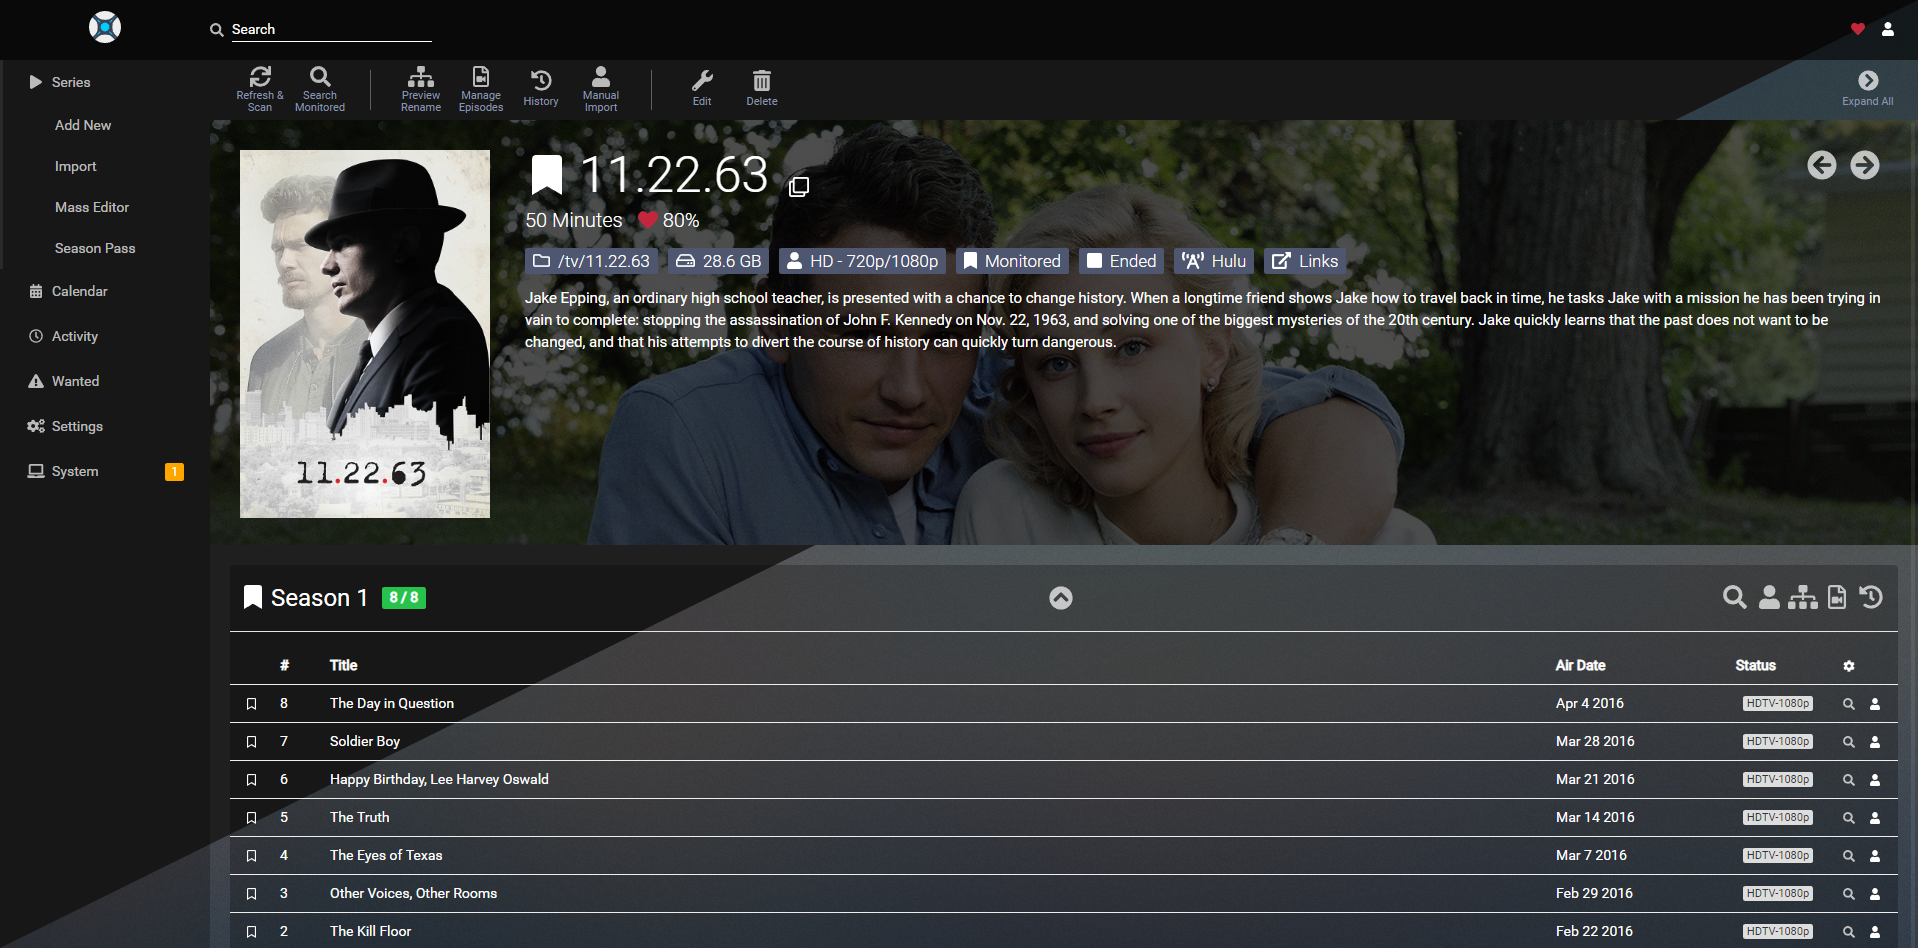 Search
Series
Add New
Import
Mass Editor
Season Pass
Calendar
Activity
Wanted
Settings
System
1
Refresh &
Scan
Search
Monitored
Preview
Rename
Manage
Episodes
History
Manual
Import
Edit
Delete
Expand All
11.22.63
11.22.63
50 Minutes 80%
/tv/11.22.63 28.6 GB HD - 720p/1080p Monitored Ended Hulu Links
Jake Epping, an ordinary high school teacher, is presented with a chance to change history. When a longtime friend shows Jake how to travel back in time, he tasks Jake with a mission he has been trying in
vain to complete: stopping the assassination of John F. Kennedy on Nov. 22, 1963, and solving one of the biggest mysteries of the 20th century. Jake quickly learns that the past does not want to be
changed, and that his attempts to divert the course of history can quickly turn dangerous.
Season 1 8 / 8
# Title Air Date Status
8 The Day in Question Apr 4 2016 HDTV-1080p
7 Soldier Boy Mar 28 2016 HDTV-1080p
6 Happy Birthday, Lee Harvey Oswald Mar 21 2016 HDTV-1080p
5 The Truth Mar 14 2016 HDTV-1080p
4 The Eyes of Texas Mar 7 2016 HDTV-1080p
3 Other Voices, Other Rooms Feb 29 2016 HDTV-1080p
2 The Kill Floor Feb 22 2016 HDTV-1080p